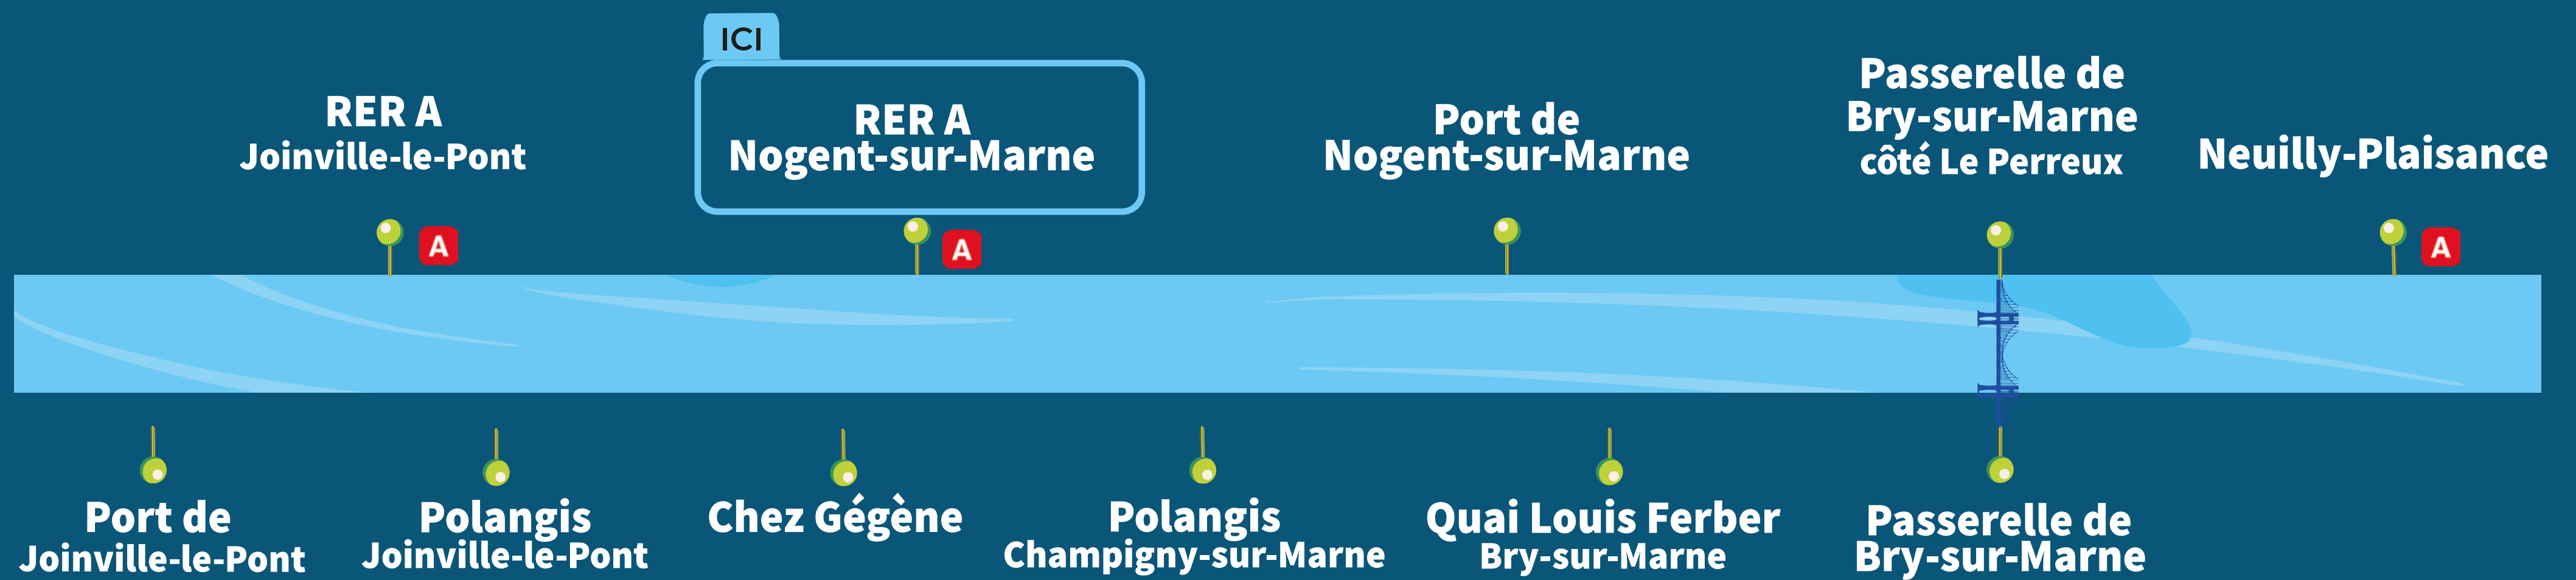 ICI
RER A
Joinville-le-Pont
RER A
Nogent-sur-Marne
Port de
Nogent-sur-Marne
Passerelle de
Bry-sur-Marne
côté Le Perreux
Neuilly-Plaisance
A
A
A
Port de
Joinville-le-Pont
Polangis
Joinville-le-Pont
Chez Gégène
Polangis
Champigny-sur-Marne
Quai Louis Ferber
Bry-sur-Marne
Passerelle de
Bry-sur-Marne